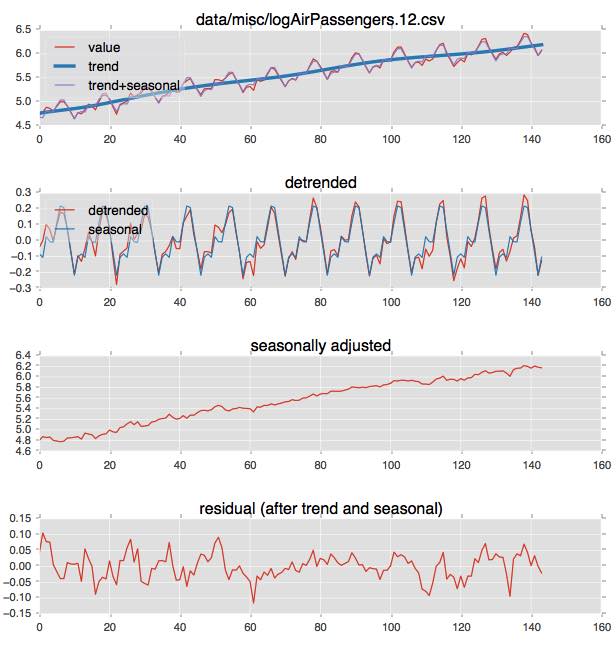 data/misc/logAirPassengers.12.csv
6.5
6.0
5.5
5.0
4.5
value
trend
trend+seasonal
0 20 40 60 80 100 120 140 160
detrended
0.3
0.2
0.1
0.0
−0.1
−0.2
−0.3
detrended
seasonal
0 20 40 60 80 100 120 140 160
seasonally adjusted
6.4
6.2
6.0
5.8
5.6
5.4
5.2
5.0
4.8
4.6
0 20 40 60 80 100 120 140 160
residual (after trend and seasonal)
0.15
0.10
0.05
0.00
−0.05
−0.10
−0.15
0 20 40 60 80 100 120 140 160